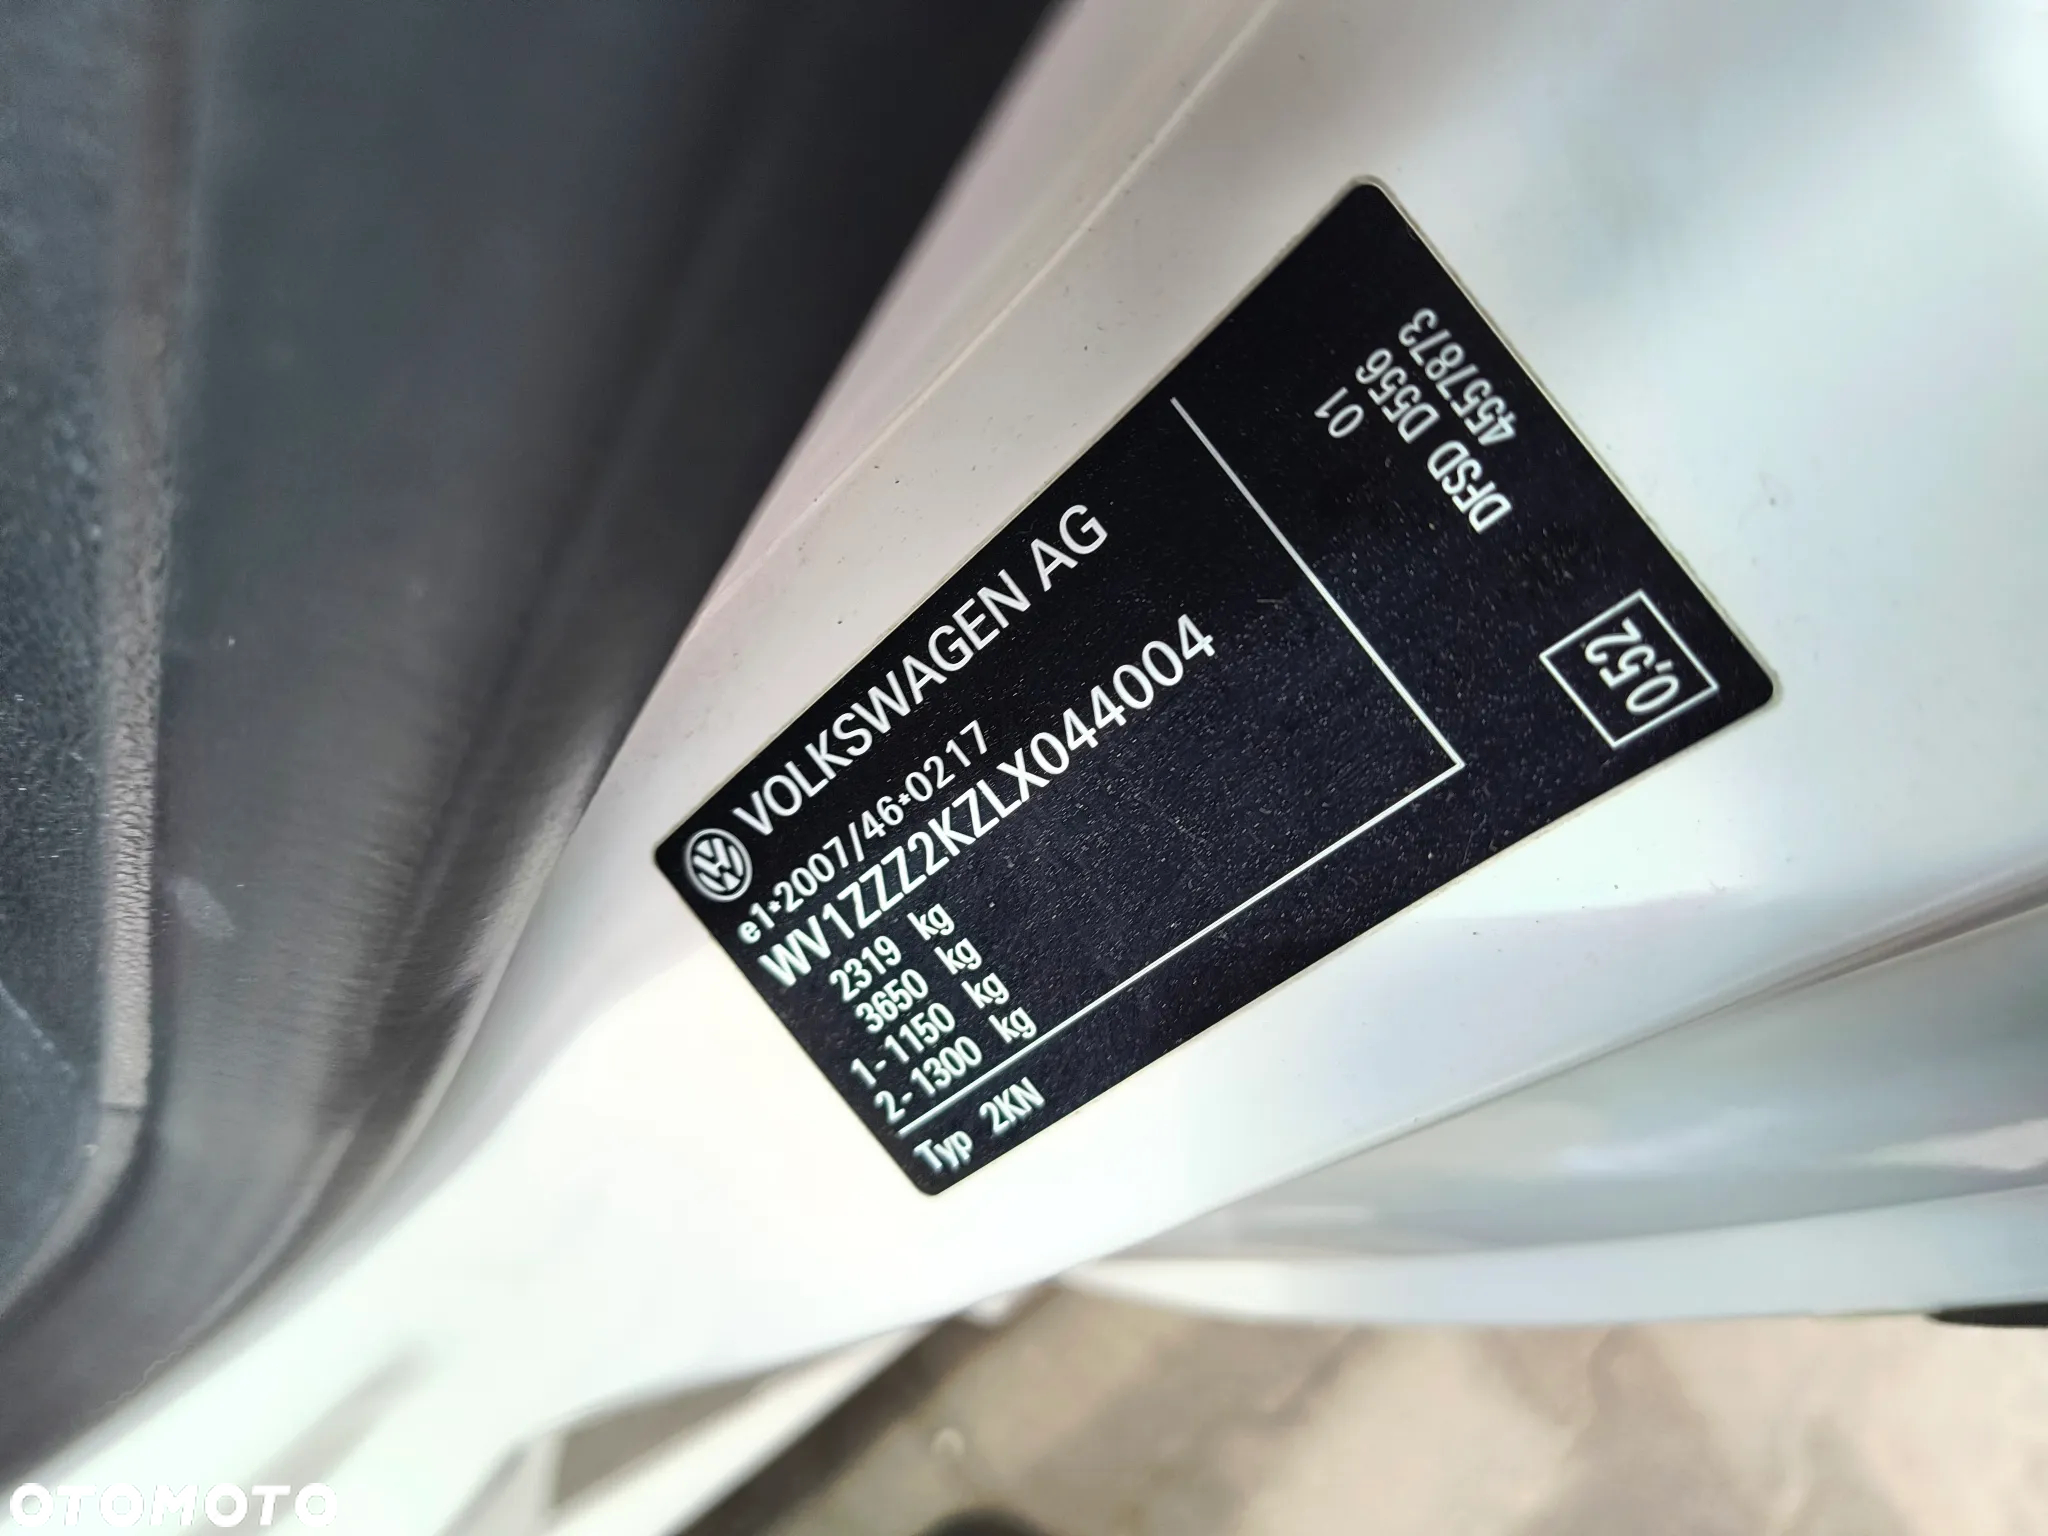 VOLKSWAGEN AG
e1*2007/46*0217
WV1ZZZ2KZLX044004
2319 kg
3650 kg
1- 1150 kg
2- 1300 kg
Typ 2KN
01
DFSD D556
4557873
0,52
OTOMOTO